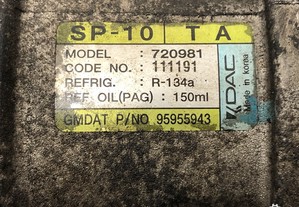 SP-10 TA
MODEL : 720981
CODE NO. : 111191
REFRIG. : R-134a
REF. OIL(PAG) : 150ml
GMDAT P/NO 95955943
KDAC
Made in korea